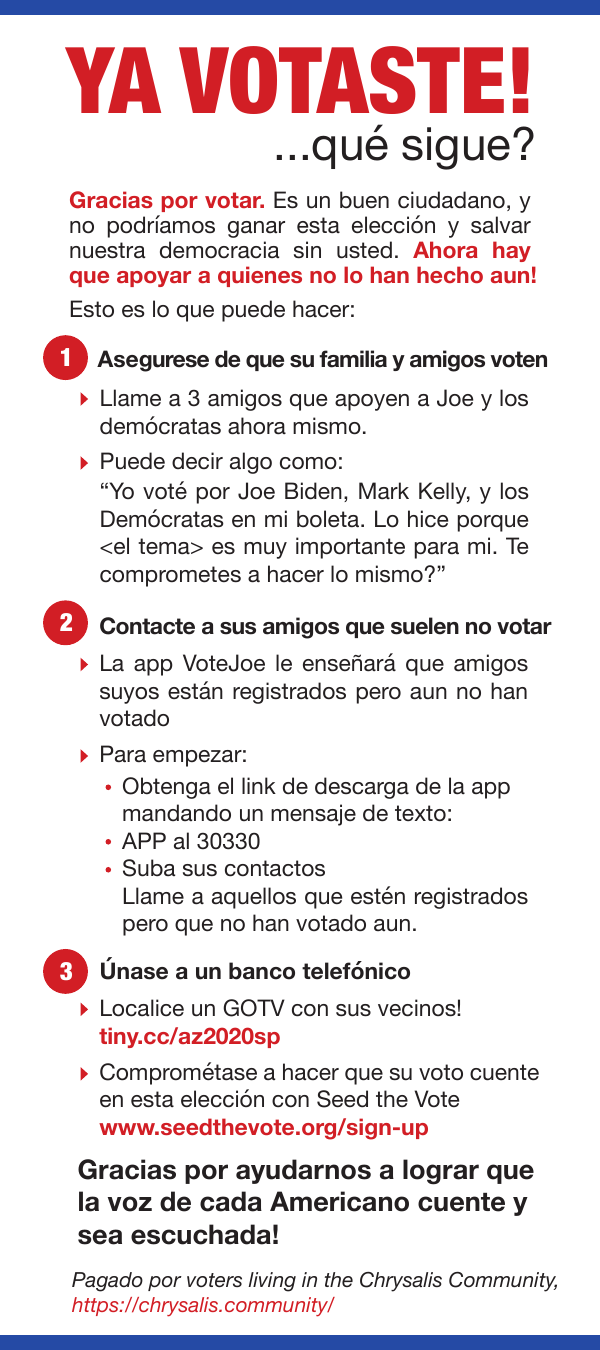 YA VOTASTE!
...qué sigue?
Gracias por votar. Es un buen ciudadano, y
no podríamos ganar esta elección y salvar
nuestra democracia sin usted. Ahora hay
que apoyar a quienes no lo han hecho aun!
Esto es lo que puede hacer:
1 Asegurese de que su familia y amigos voten
Llame a 3 amigos que apoyen a Joe y los
demócratas ahora mismo.
Puede decir algo como:
“Yo voté por Joe Biden, Mark Kelly, y los
Demócratas en mi boleta. Lo hice porque
<el tema> es muy importante para mi. Te
comprometes a hacer lo mismo?”
2 Contacte a sus amigos que suelen no votar
La app VoteJoe le enseñará que amigos
suyos están registrados pero aun no han
votado
Para empezar:
• Obtenga el link de descarga de la app
mandando un mensaje de texto:
• APP al 30330
• Suba sus contactos
Llame a aquellos que estén registrados
pero que no han votado aun.
3 Únase a un banco telefónico
Localice un GOTV con sus vecinos!
tiny.cc/az2020sp
Comprométase a hacer que su voto cuente
en esta elección con Seed the Vote
www.seedthevote.org/sign-up
Gracias por ayudarnos a lograr que
la voz de cada Americano cuente y
sea escuchada!
Pagado por voters living in the Chrysalis Community,
https://chrysalis.community/